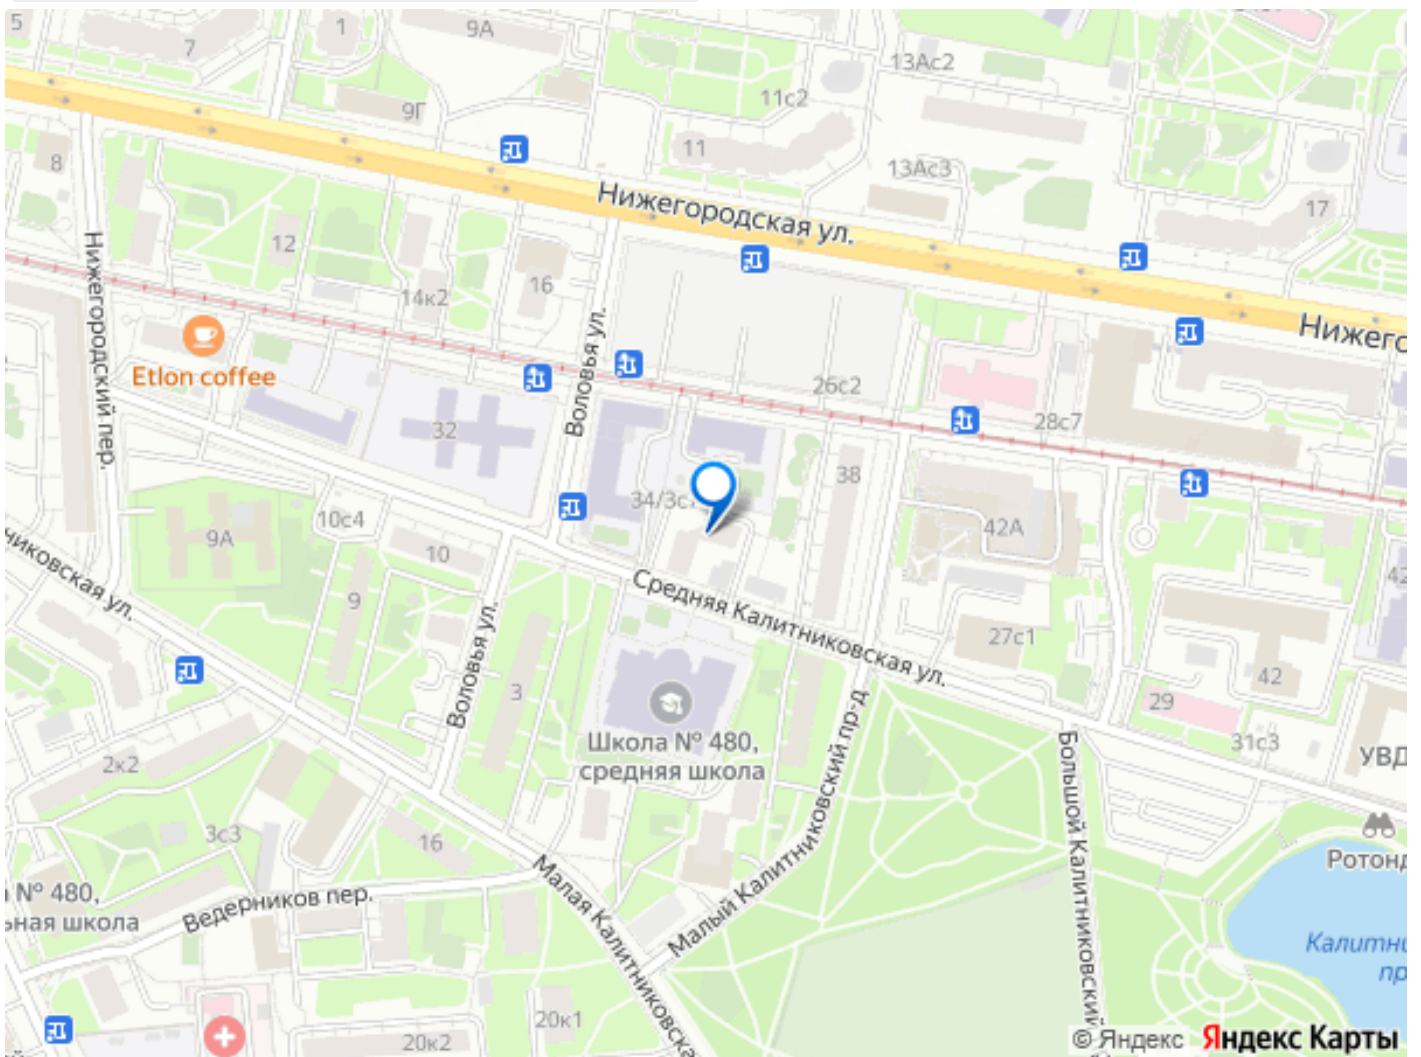 5
7
1
9А
9Г
11с2
13Ас2
11
13Ас3
17
8
12
14к2
16
Нижегородская ул.
Нижегородский пер.
Воловья ул.
Etlon coffee
26с2
28с7
32
34/3с
38
42А
10с4
9А
10
9
Средняя Калитниковская ул.
27с1
42
29
31с3
УВД
3
Воловья ул.
Школа № 480,
средняя школа
Малый Калитниковский пр-д
Большой Калитниковский
2к2
3с3
16
№ 480,
ьная школа
Ведерников пер.
Малая Калитниковска
никовская ул.
20к1
20к2
Ротонд
Калитни
пр
Нижего
42
© Яндекс Яндекс Карты